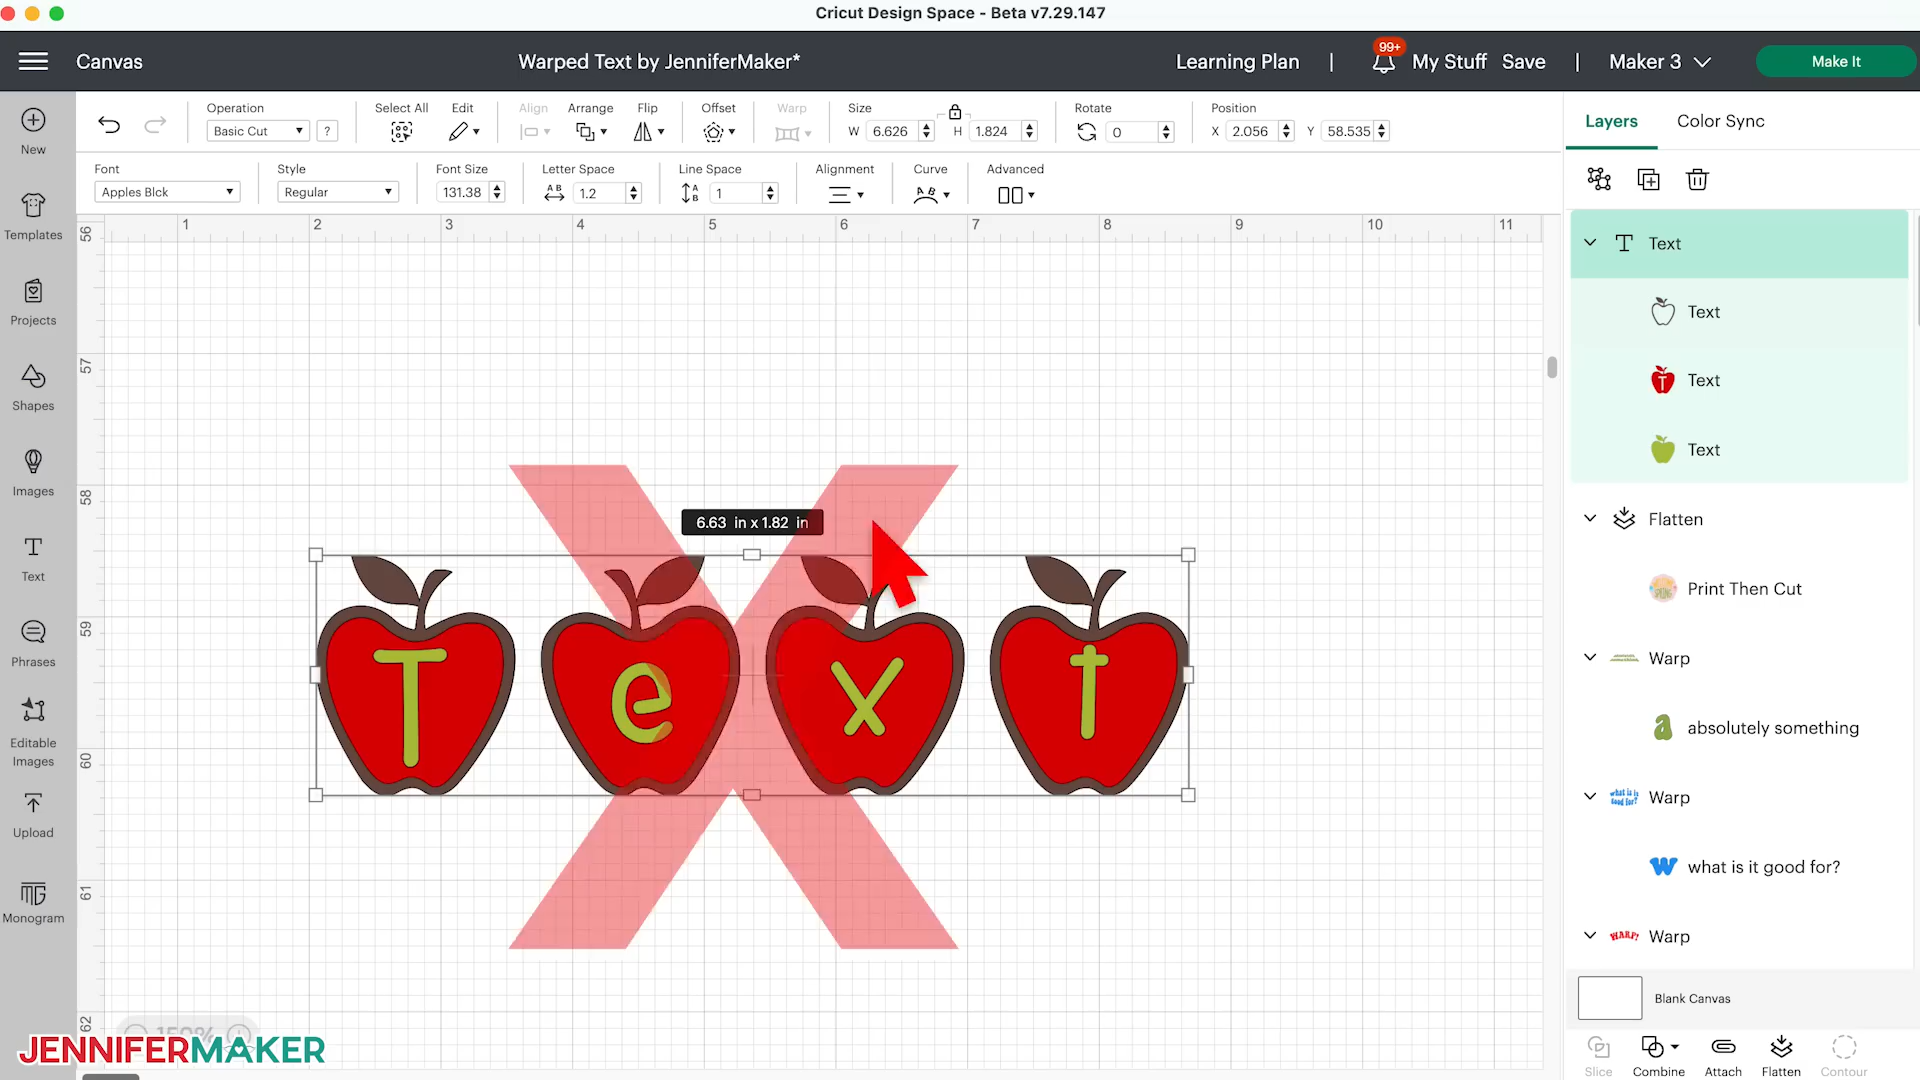 Cricut Design Space - Beta v7.29.147
Canvas
Warped Text by JenniferMaker*
Learning Plan | 99+ My Stuff Save | Maker 3 Make It
New
Templates
Projects
Shapes
Images
Text
Phrases
Editable
Images
Upload
Monogram
Operation Select All Edit Align Arrange Flip Offset Warp Size Rotate Position
Basic Cut ? W 6.626 H 1.824 0 X 2.056 Y 58.535
Font Style Font Size Letter Space Line Space Alignment Curve Advanced
Apples Blck Regular 131.38 A B 1.2 A B 1 A B
1 2 3 4 5 6 7 8 9 10 11
56
57
58
59
60
61
62
6.63 in x 1.82 in
T e x t
150%
JENNIFERMAKER
Layers Color Sync
Text
Text
Text
Text
Flatten
Print Then Cut
Warp
absolutely something
Warp
what is it good for?
Warp
Blank Canvas
Slice Combine Attach Flatten Contour